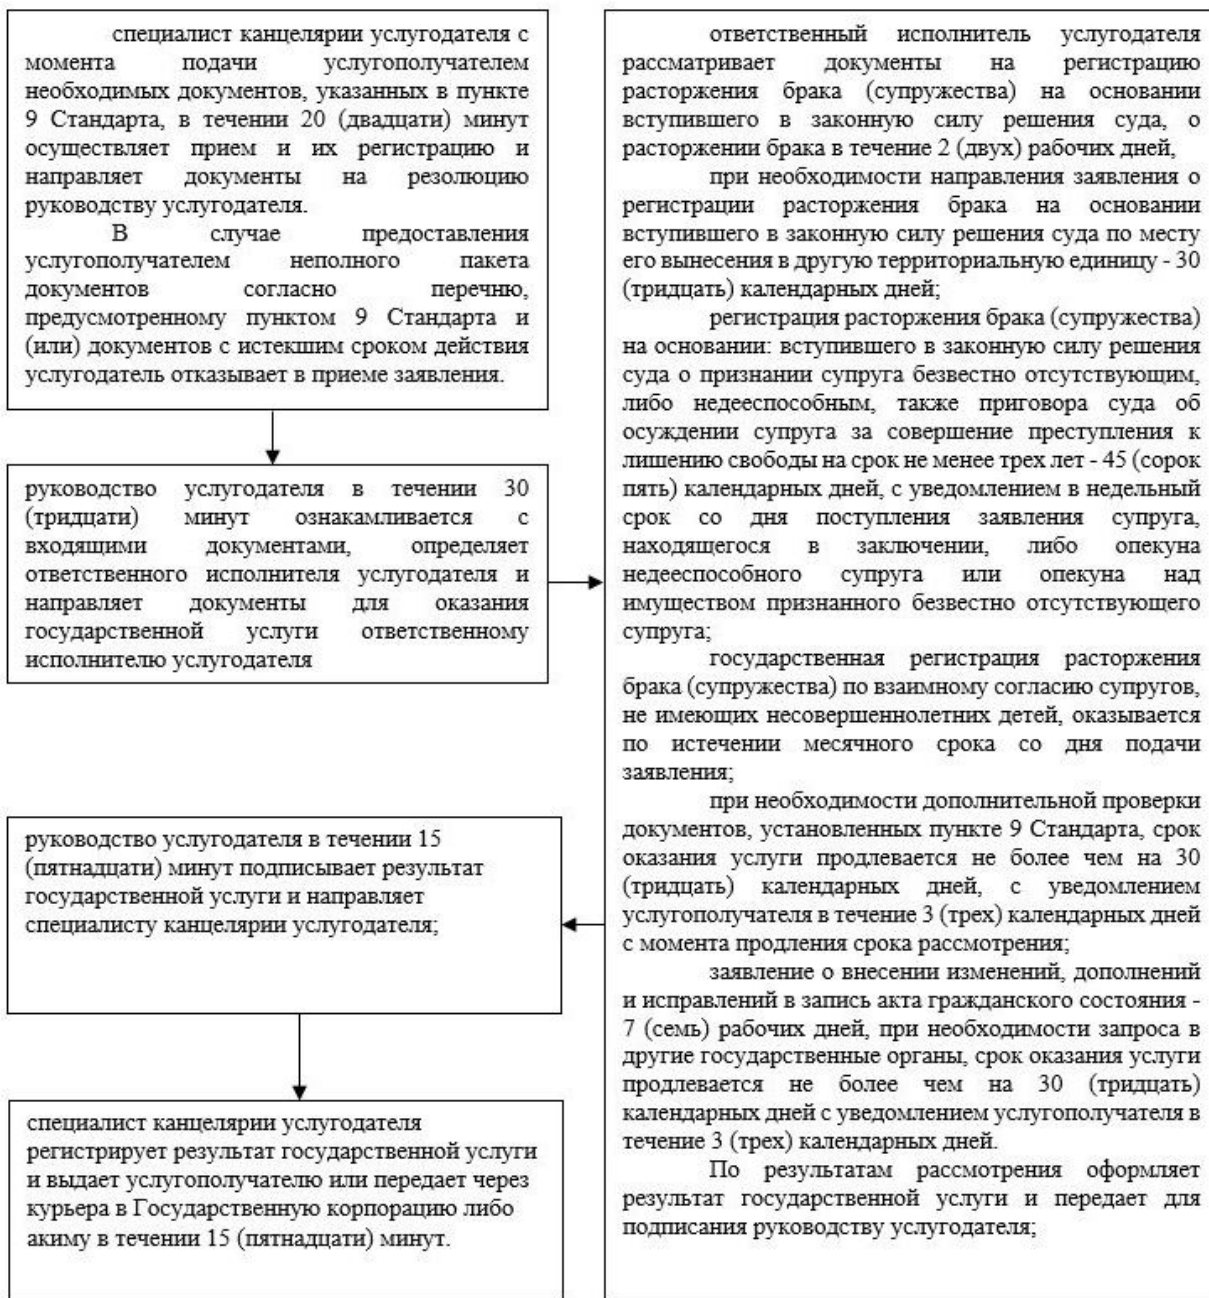 специалист канцелярии услугодателя с
момента подачи услугополучателем
необходимых документов, указанных в пункте
9 Стандарта, в течении 20 (двадцати) минут
осуществляет прием и их регистрацию и
направляет документы на резолюцию
руководству услугодателя.
В случае предоставления
услугополучателем неполного пакета
документов согласно перечню,
предусмотренному пунктом 9 Стандарта и
(или) документов с истекшим сроком действия
услугодатель отказывает в приеме заявления.
руководство услугодателя в течении 30
(тридцати) минут ознакамливается с
входящими документами, определяет
ответственного исполнителя услугодателя и
направляет документы для оказания
государственной услуги ответственному
исполнителю услугодателя
ответственный исполнитель услугодателя
рассматривает документы на регистрацию
расторжения брака (супружества) на основании
вступившего в законную силу решения суда, о
расторжении брака в течение 2 (двух) рабочих дней,
при необходимости направления заявления о
регистрации расторжения брака на основании
вступившего в законную силу решения суда по месту
его вынесения в другую территориальную единицу - 30
(тридцать) календарных дней;
регистрация расторжения брака (супружества)
на основании: вступившего в законную силу решения
суда о признании супруга безвестно отсутствующим,
либо недееспособным, также приговора суда об
осуждении супруга за совершение преступления к
лишению свободы на срок не менее трех лет - 45 (сорок
пять) календарных дней, с уведомлением в недельный
срок со дня поступления заявления супруга,
находящегося в заключении, либо опекуна
недееспособного супруга или опекуна над
имуществом признанного безвестно отсутствующего
супруга;
государственная регистрация расторжения
брака (супружества) по взаимному согласию супругов,
не имеющих несовершеннолетних детей, оказывается
по истечении месячного срока со дня подачи
заявления;
при необходимости дополнительной проверки
документов, установленных пункте 9 Стандарта, срок
оказания услуги продлевается не более чем на 30
(тридцать) календарных дней, с уведомлением
услугополучателя в течение 3 (трех) календарных дней
с момента продления срока рассмотрения;
заявление о внесении изменений, дополнений
и исправлений в запись акта гражданского состояния -
7 (семь) рабочих дней, при необходимости запроса в
другие государственные органы, срок оказания услуги
продлевается не более чем на 30 (тридцать)
календарных дней с уведомлением услугополучателя в
течение 3 (трех) календарных дней.
По результатам рассмотрения оформляет
результат государственной услуги и передает для
подписания руководству услугодателя;
руководство услугодателя в течении 15
(пятнадцати) минут подписывает результат
государственной услуги и направляет
специалисту канцелярии услугодателя;
специалист канцелярии услугодателя
регистрирует результат государственной услуги
и выдает услугополучателю или передает через
курьера в Государственную корпорацию либо
акиму в течении 15 (пятнадцати) минут.